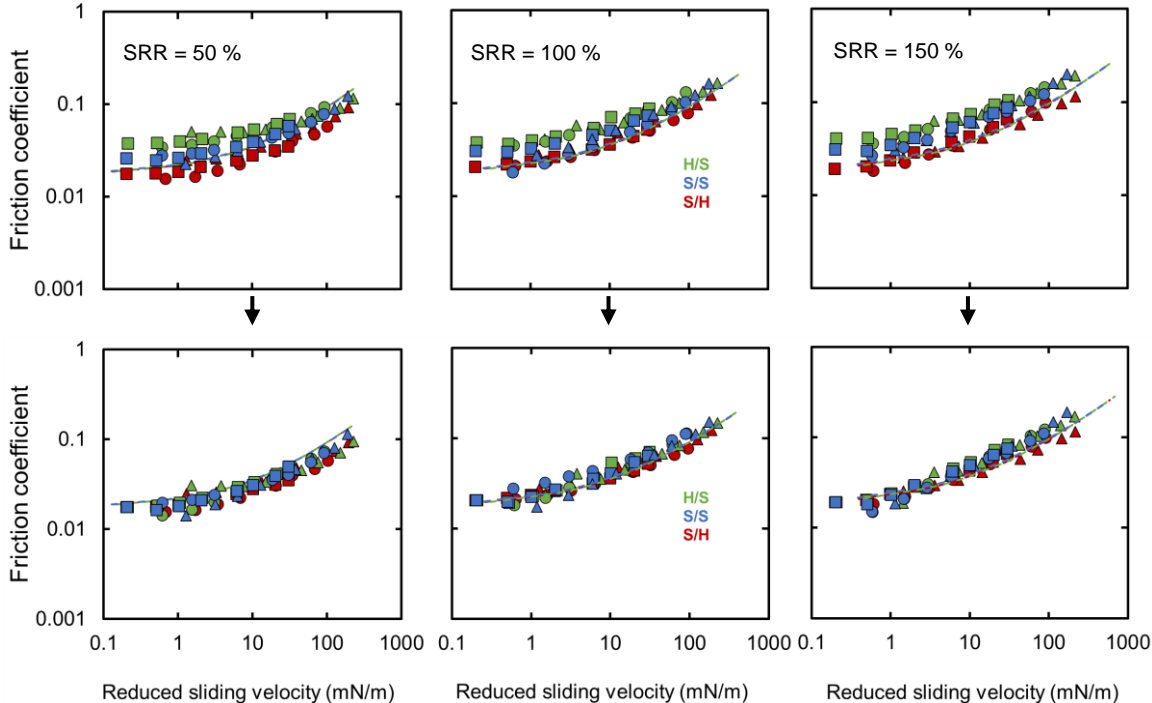 1
0.1
0.01
0.001
Friction coefficient
SRR = 50 %
SRR = 100 %
H/S
S/S
S/H
SRR = 150 %
1
0.1
0.01
0.001
Friction coefficient
H/S
S/S
S/H
0.1 1 10 100 1000
0.1 1 10 100 1000
0.1 1 10 100 1000
Reduced sliding velocity (mN/m)
Reduced sliding velocity (mN/m)
Reduced sliding velocity (mN/m)